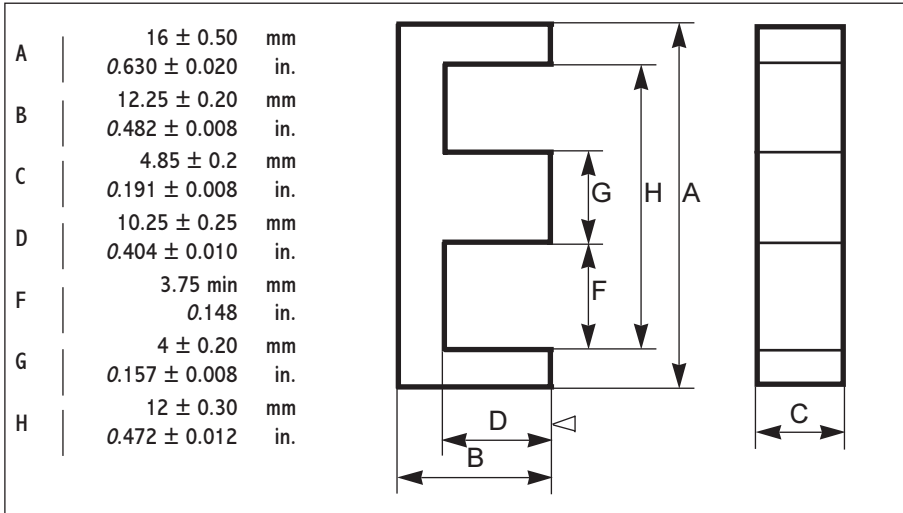 16 ± 0.50 mm
A
0.630 ± 0.020 in.
12.25 ± 0.20 mm
B
0.482 ± 0.008 in.
4.85 ± 0.2 mm
C
0.191 ± 0.008 in.
10.25 ± 0.25 mm
D
0.404 ± 0.010 in.
3.75 min mm
F
0.148 in.
4 ± 0.20 mm
G
0.157 ± 0.008 in.
12 ± 0.30 mm
H
0.472 ± 0.012 in.
G
H
A
F
D
B
C